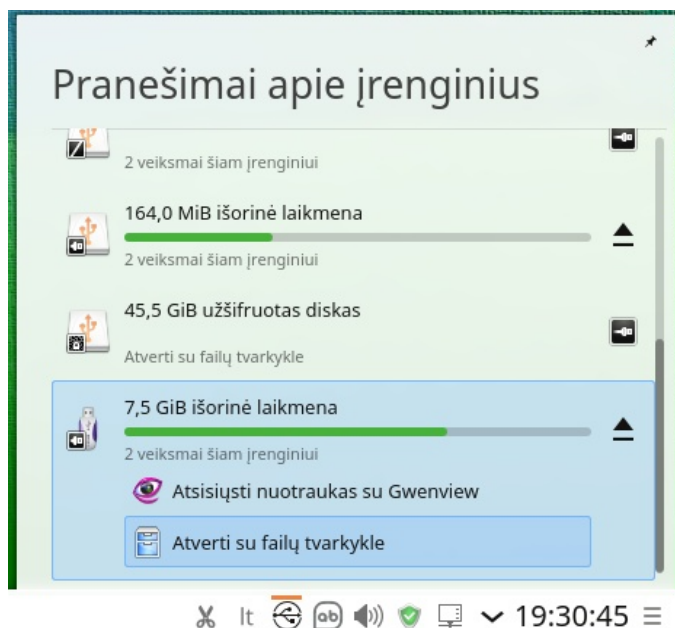 Pranešimai apie įrenginius
2 veiksmai šiam įrenginiui
164,0 MiB išorinė laikmena
2 veiksmai šiam įrenginiui
45,5 GiB užšifruotas diskas
Atverti su failų tvarkykle
7,5 GiB išorinė laikmena
2 veiksmai šiam įrenginiui
Atsisiųsti nuotraukas su Gwenview
Atverti su failų tvarkykle
lt ab 19:30:45